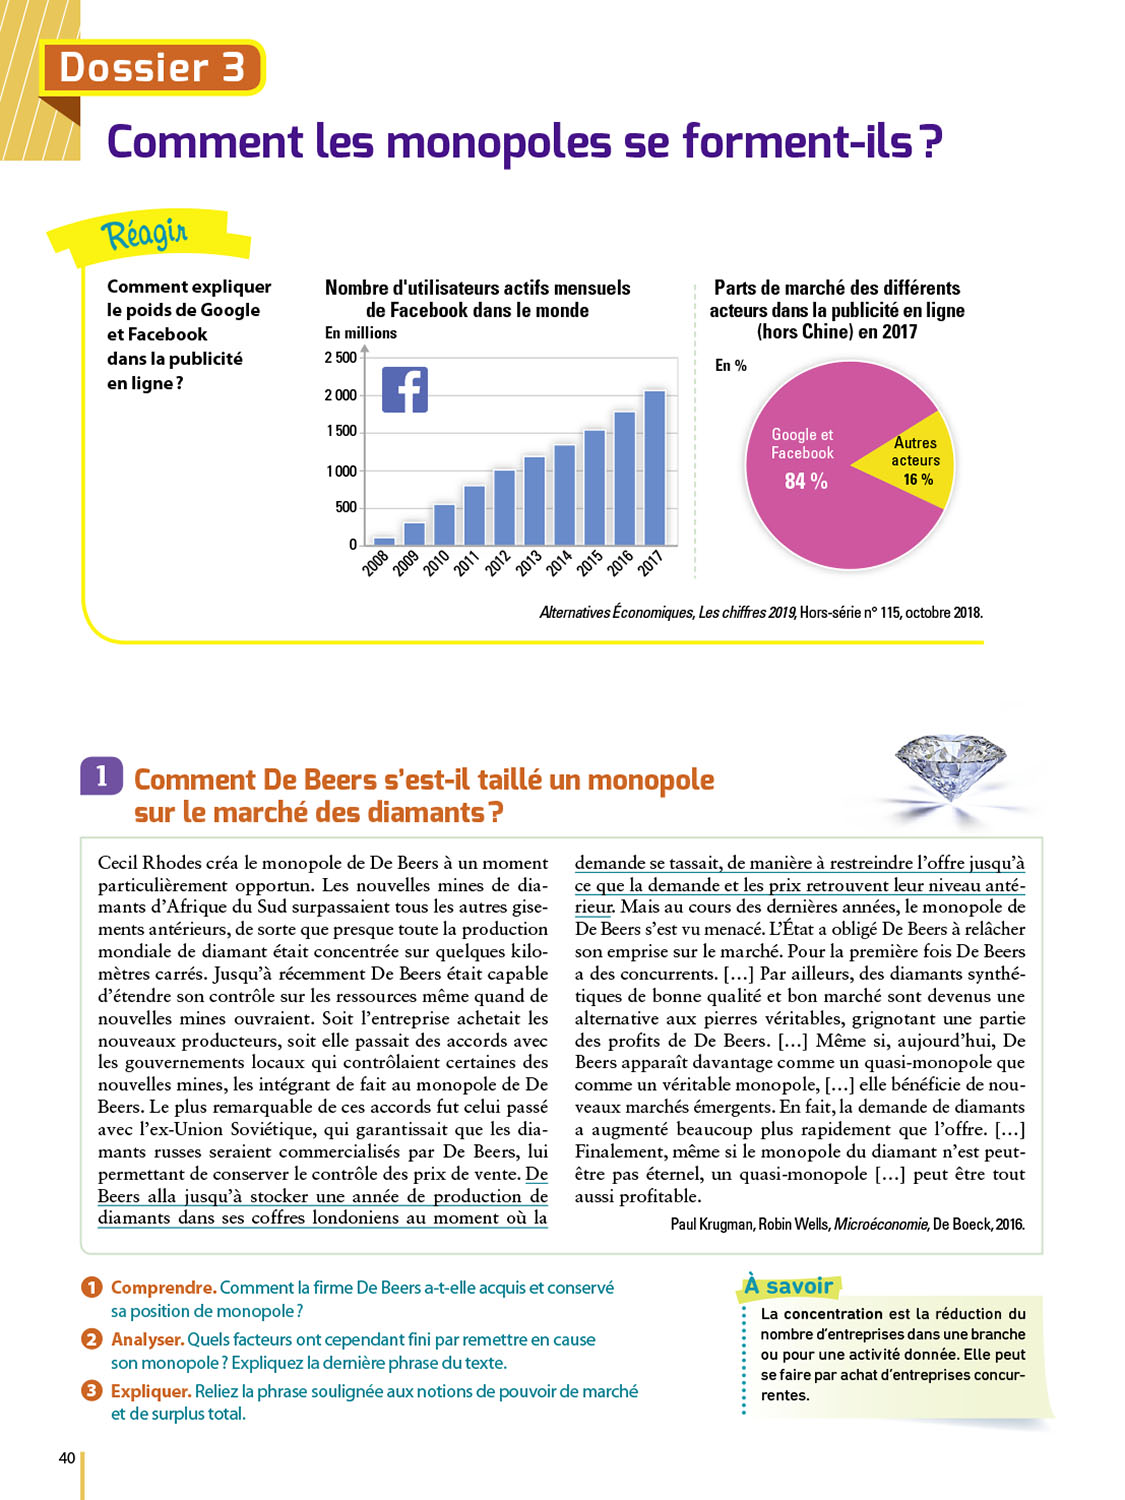 Dossier 3
Comment les monopoles se forment-ils ?
Réagir
Comment expliquer
le poids de Google
et Facebook
dans la publicité
en ligne ?
Nombre d'utilisateurs actifs mensuels
de Facebook dans le monde
En millions
2 500
2 000
1 500
1 000
500
0
2008
2009
2010
2011
2012
2013
2014
2015
2016
2017
Parts de marché des différents
acteurs dans la publicité en ligne
(hors Chine) en 2017
En %
Google et
Facebook
84 %
Autres
acteurs
16 %
Alternatives Économiques, Les chiffres 2019, Hors-série n° 115, octobre 2018.
1
Comment De Beers s'est-il taillé un monopole
sur le marché des diamants ?
Cecil Rhodes créa le monopole de De Beers à un moment
particulièrement opportun. Les nouvelles mines de dia-
mants d'Afrique du Sud surpassaient tous les autres gise-
ments antérieurs, de sorte que presque toute la production
mondiale de diamant était concentrée sur quelques kilo-
mètres carrés. Jusqu'à récemment De Beers était capable
d'étendre son contrôle sur les ressources même quand de
nouvelles mines ouvraient. Soit l'entreprise achetait les
nouveaux producteurs, soit elle passait des accords avec
les gouvernements locaux qui contrôlaient certaines des
nouvelles mines, les intégrant de fait au monopole de De
Beers. Le plus remarquable de ces accords fut celui passé
avec l'ex-Union Soviétique, qui garantissait que les dia-
mants russes seraient commercialisés par De Beers, lui
permettant de conserver le contrôle des prix de vente. De
Beers alla jusqu'à stocker une année de production de
diamants dans ses coffres londoniens au moment où la
demande se tassait, de manière à restreindre l'offre jusqu'à
ce que la demande et les prix retrouvent leur niveau anté-
rieur. Mais au cours des dernières années, le monopole de
De Beers s'est vu menacé. L'État a obligé De Beers à relâcher
son emprise sur le marché. Pour la première fois De Beers
a des concurrents. [...] Par ailleurs, des diamants synthé-
tiques de bonne qualité et bon marché sont devenus une
alternative aux pierres véritables, grignotant une partie
des profits de De Beers. [...] Même si, aujourd'hui, De
Beers apparaît davantage comme un quasi-monopole que
comme un véritable monopole, [...] elle bénéficie de nou-
veaux marchés émergents. En fait, la demande de diamants
a augmenté beaucoup plus rapidement que l'offre. [...]
Finalement, même si le monopole du diamant n'est peut-
être pas éternel, un quasi-monopole [...] peut être tout
aussi profitable.
Paul Krugman, Robin Wells, Microéconomie, De Boeck, 2016.
1 Comprendre. Comment la firme De Beers a-t-elle acquis et conservé
sa position de monopole ?
2 Analyser. Quels facteurs ont cependant fini par remettre en cause
son monopole ? Expliquez la dernière phrase du texte.
3 Expliquer. Reliez la phrase soulignée aux notions de pouvoir de marché
et de surplus total.
À savoir
La concentration est la réduction du
nombre d'entreprises dans une branche
ou pour une activité donnée. Elle peut
se faire par achat d'entreprises concur-
rentes.
40